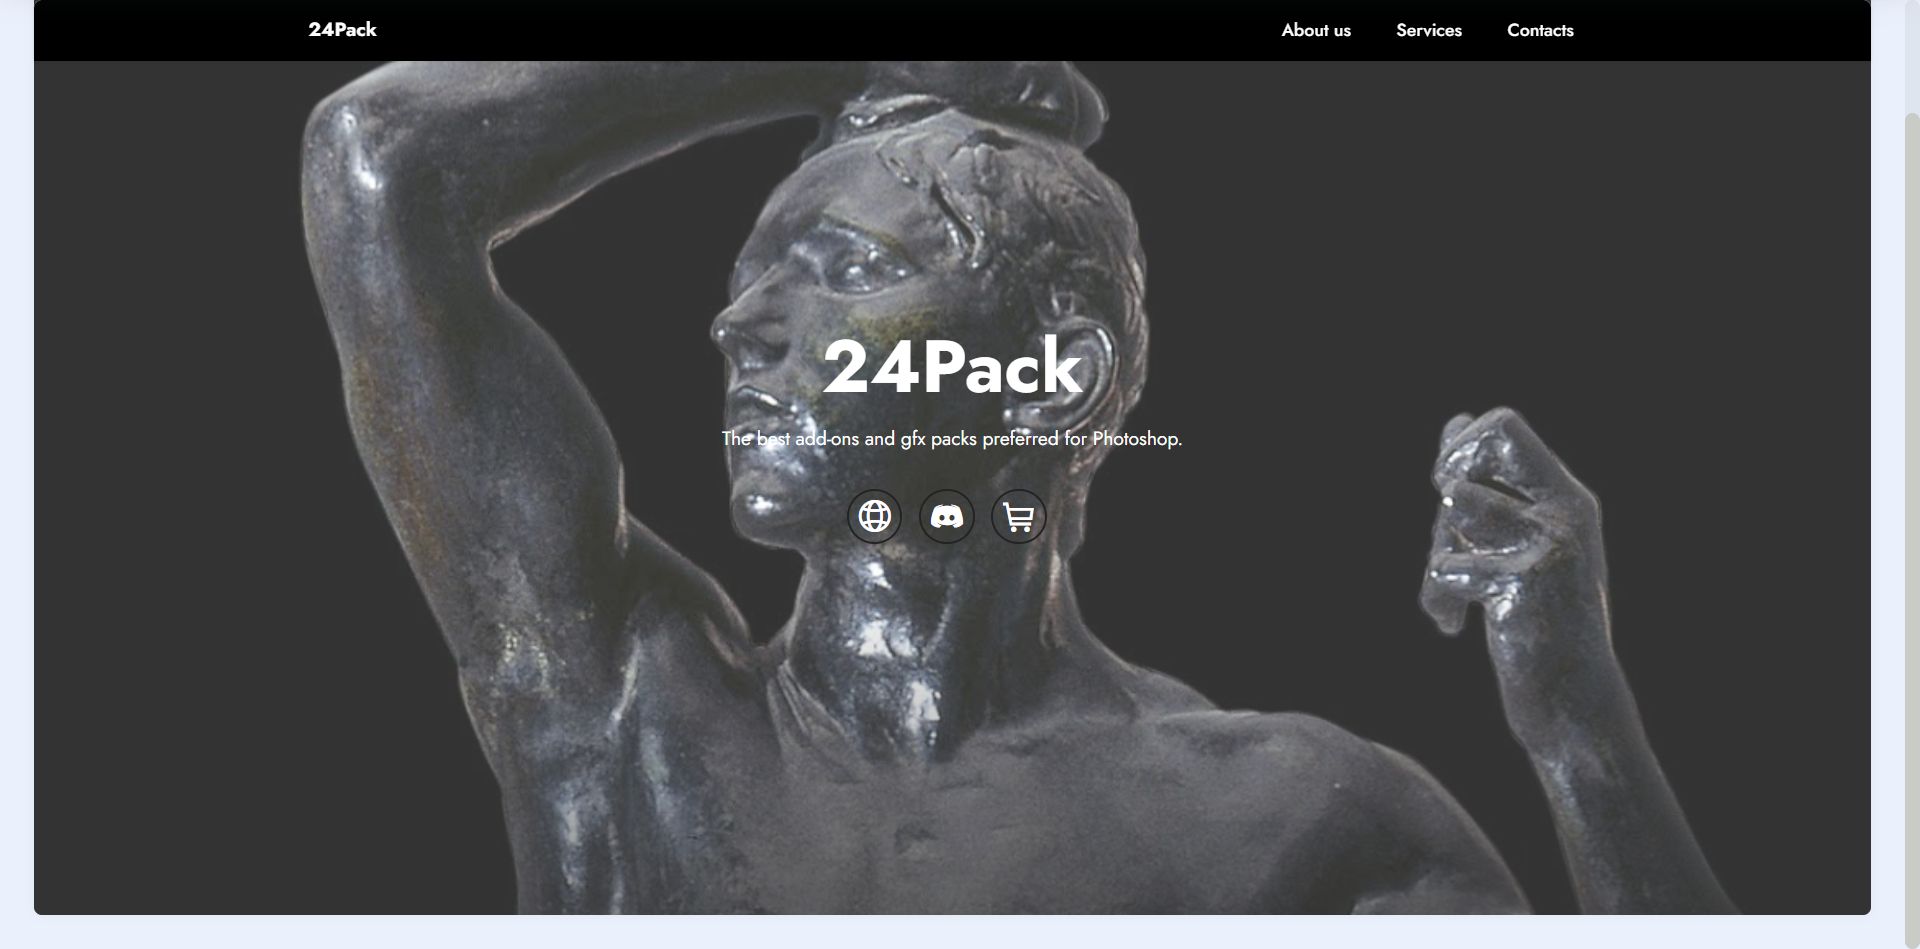 24Pack
About us
Services
Contacts
24Pack
The best add-ons and gfx packs preferred for Photoshop.